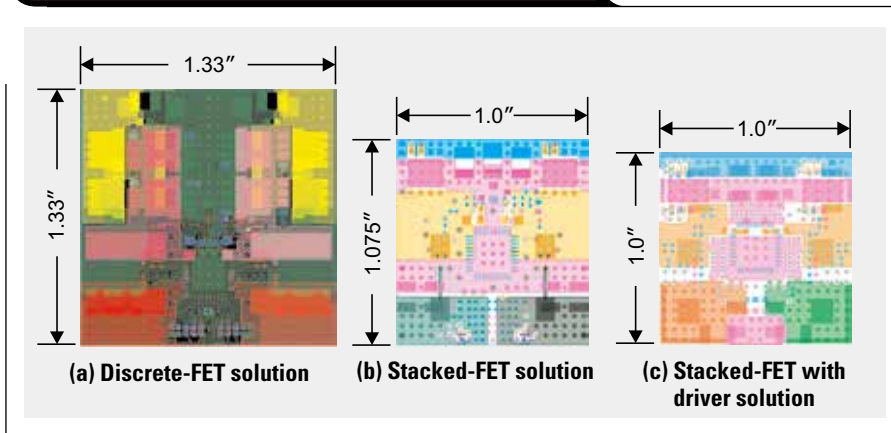 1.33″
1.33″
(a) Discrete-FET solution
1.0″
1.075″
(b) Stacked-FET solution
1.0″
1.0″
(c) Stacked-FET with
driver solution